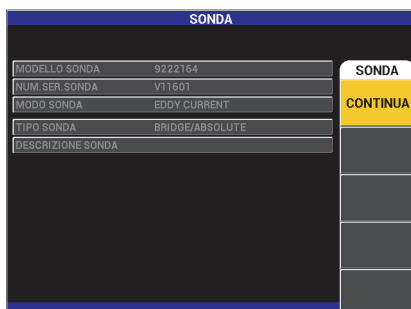 SONDA
MODELLO SONDA 9222164
NUM.SER.SONDA V11601
MODO SONDA EDDY CURRENT
TIPO SONDA BRIDGE/ABSOLUTE
DESCRIZIONE SONDA
SONDA
CONTINUA